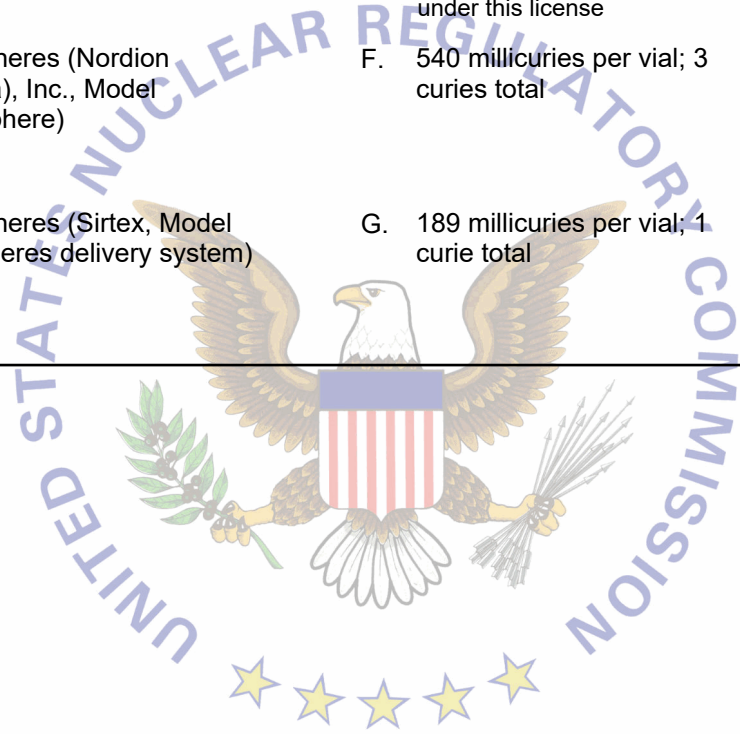 under this license
heres (Nordion
), Inc., Model
here)
F. 540 millicuries per vial; 3
curies total
heres (Sirtex, Model
eres delivery system)
G. 189 millicuries per vial; 1
curie total
UNITED STATES NUCLEAR REGULATORY COMMISSION